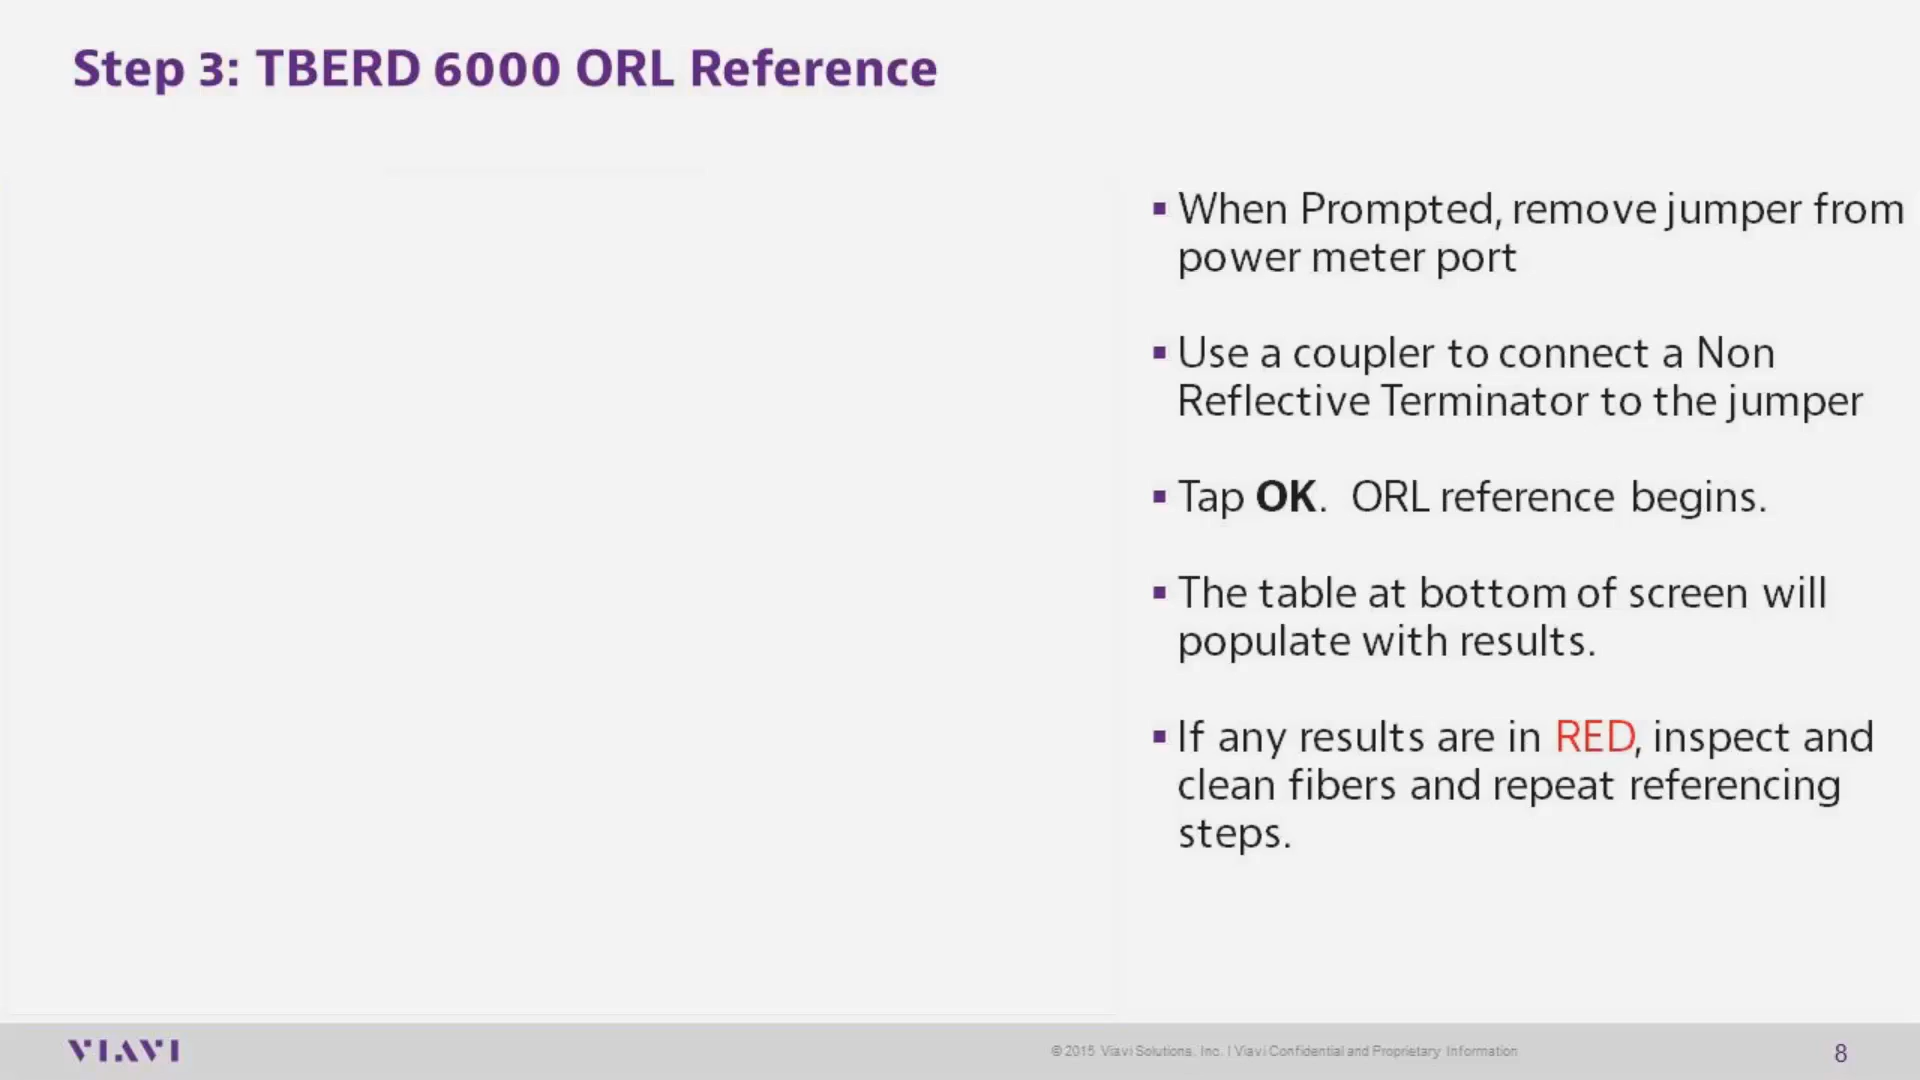 Step 3: TBERD 6000 ORL Reference
▪ When Prompted, remove jumper from
power meter port
▪ Use a coupler to connect a Non
Reflective Terminator to the jumper
▪ Tap OK. ORL reference begins.
▪ The table at bottom of screen will
populate with results.
▪ If any results are in RED, inspect and
clean fibers and repeat referencing
steps.
VIAVI
© 2015 Viavi Solutions, Inc. | Viavi Confidential and Proprietary Information
8